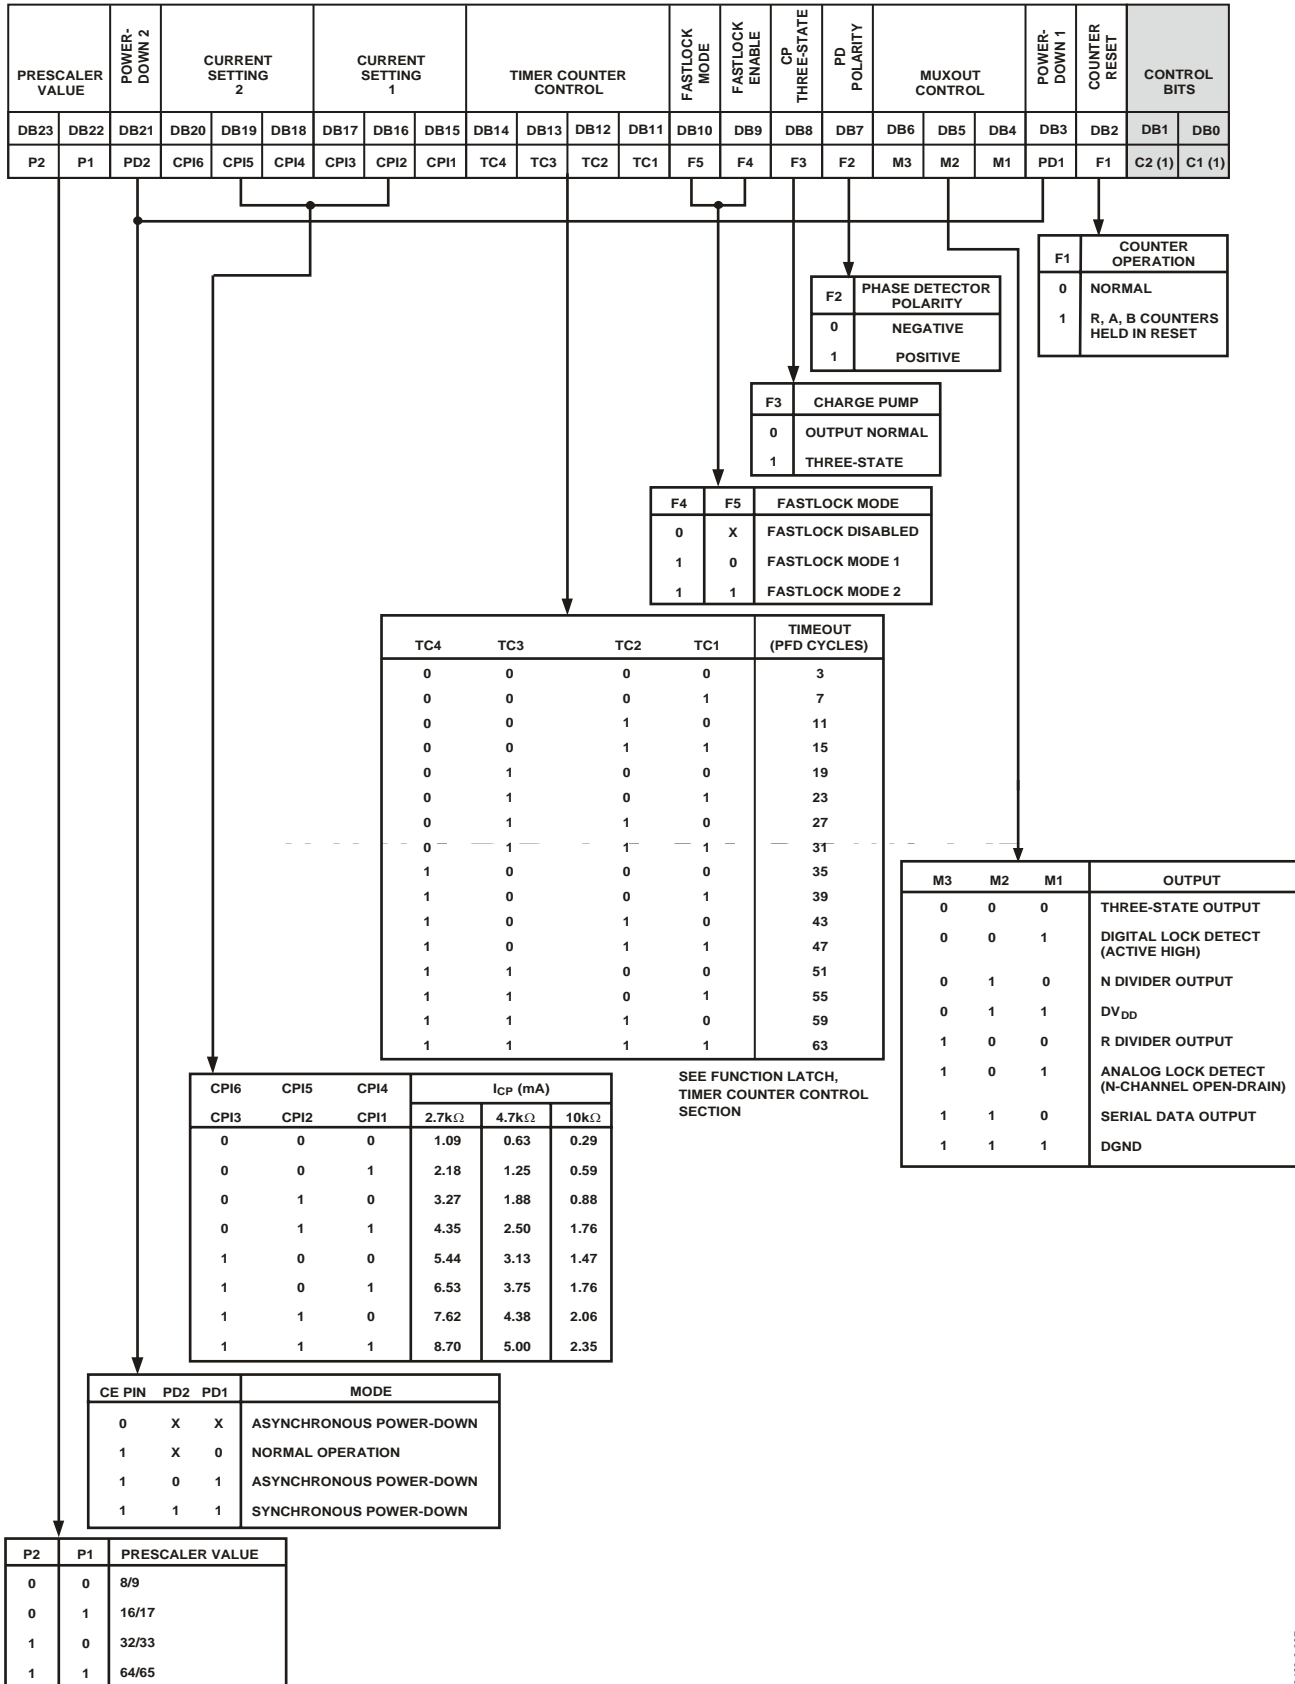 PRESCALER VALUE
POWER-DOWN 2
CURRENT SETTING 2
CURRENT SETTING 1
TIMER COUNTER CONTROL
FASTLOCK MODE
FASTLOCK ENABLE
CP THREE-STATE
PD POLARITY
MUXOUT CONTROL
POWER-DOWN 1
COUNTER RESET
CONTROL BITS
DB23 DB22 DB21 DB20 DB19 DB18 DB17 DB16 DB15 DB14 DB13 DB12 DB11 DB10 DB9 DB8 DB7 DB6 DB5 DB4 DB3 DB2 DB1 DB0
P2 P1 PD2 CPI6 CPI5 CPI4 CPI3 CPI2 CPI1 TC4 TC3 TC2 TC1 F5 F4 F3 F2 M3 M2 M1 PD1 F1 C2 (1) C1 (1)
F1 COUNTER OPERATION
0 NORMAL
1 R, A, B COUNTERS
HELD IN RESET
F2 PHASE DETECTOR POLARITY
0 NEGATIVE
1 POSITIVE
F3 CHARGE PUMP
0 OUTPUT NORMAL
1 THREE-STATE
F4 F5 FASTLOCK MODE
0 X FASTLOCK DISABLED
1 0 FASTLOCK MODE 1
1 1 FASTLOCK MODE 2
TC4 TC3 TC2 TC1 TIMEOUT (PFD CYCLES)
0 0 0 0 3
0 0 0 1 7
0 0 1 0 11
0 0 1 1 15
0 1 0 0 19
0 1 0 1 23
0 1 1 0 27
0 1 1 1 31
1 0 0 0 35
1 0 0 1 39
1 0 1 0 43
1 0 1 1 47
1 1 0 0 51
1 1 0 1 55
1 1 1 0 59
1 1 1 1 63
SEE FUNCTION LATCH,
TIMER COUNTER CONTROL
SECTION
M3 M2 M1 OUTPUT
0 0 0 THREE-STATE OUTPUT
0 0 1 DIGITAL LOCK DETECT
(ACTIVE HIGH)
0 1 0 N DIVIDER OUTPUT
0 1 1 DVDD
1 0 0 R DIVIDER OUTPUT
1 0 1 ANALOG LOCK DETECT
(N-CHANNEL OPEN-DRAIN)
1 1 0 SERIAL DATA OUTPUT
1 1 1 DGND
CPI6 CPI5 CPI4 ICP (mA)
CPI3 CPI2 CPI1 2.7kΩ 4.7kΩ 10kΩ
0 0 0 1.09 0.63 0.29
0 0 1 2.18 1.25 0.59
0 1 0 3.27 1.88 0.88
0 1 1 4.35 2.50 1.76
1 0 0 5.44 3.13 1.47
1 0 1 6.53 3.75 1.76
1 1 0 7.62 4.38 2.06
1 1 1 8.70 5.00 2.35
CE PIN PD2 PD1 MODE
0 X X ASYNCHRONOUS POWER-DOWN
1 X 0 NORMAL OPERATION
1 0 1 ASYNCHRONOUS POWER-DOWN
1 1 1 SYNCHRONOUS POWER-DOWN
P2 P1 PRESCALER VALUE
0 0 8/9
0 1 16/17
1 0 32/33
1 1 64/65